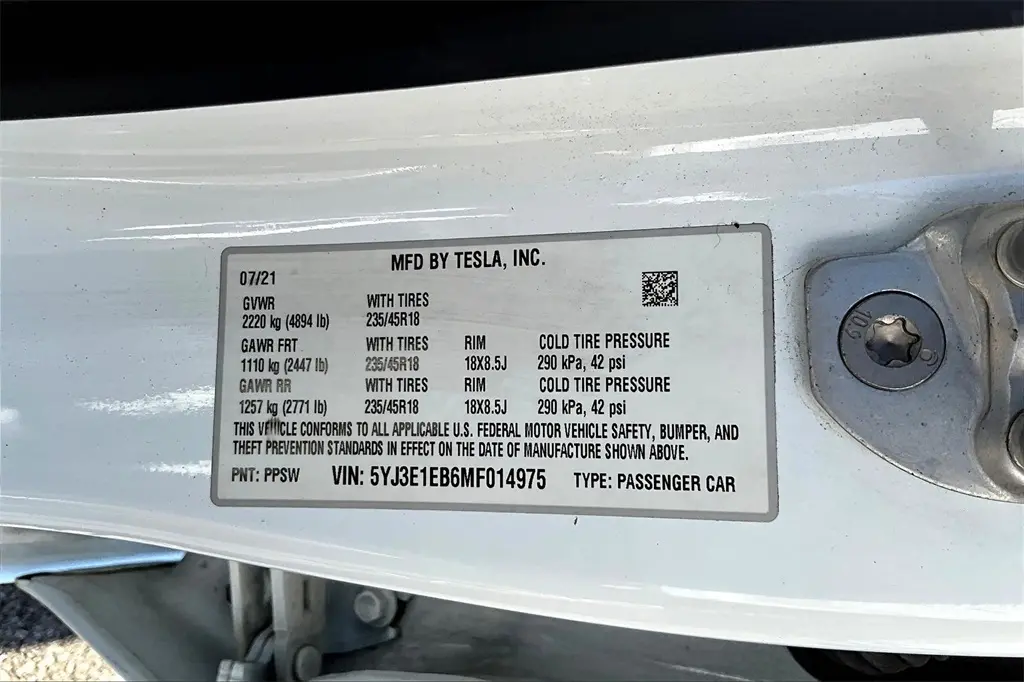 MFD BY TESLA, INC.
07/21
GVWR WITH TIRES
2220 kg (4894 lb) 235/45R18
GAWR FRT WITH TIRES RIM COLD TIRE PRESSURE
1110 kg (2447 lb) 235/45R18 18X8.5J 290 kPa, 42 psi
GAWR RR WITH TIRES RIM COLD TIRE PRESSURE
1257 kg (2771 lb) 235/45R18 18X8.5J 290 kPa, 42 psi
THIS VEHICLE CONFORMS TO ALL APPLICABLE U.S. FEDERAL MOTOR VEHICLE SAFETY, BUMPER, AND
THEFT PREVENTION STANDARDS IN EFFECT ON THE DATE OF MANUFACTURE SHOWN ABOVE.
PNT: PPSW VIN: 5YJ3E1EB6MF014975 TYPE: PASSENGER CAR
10.9